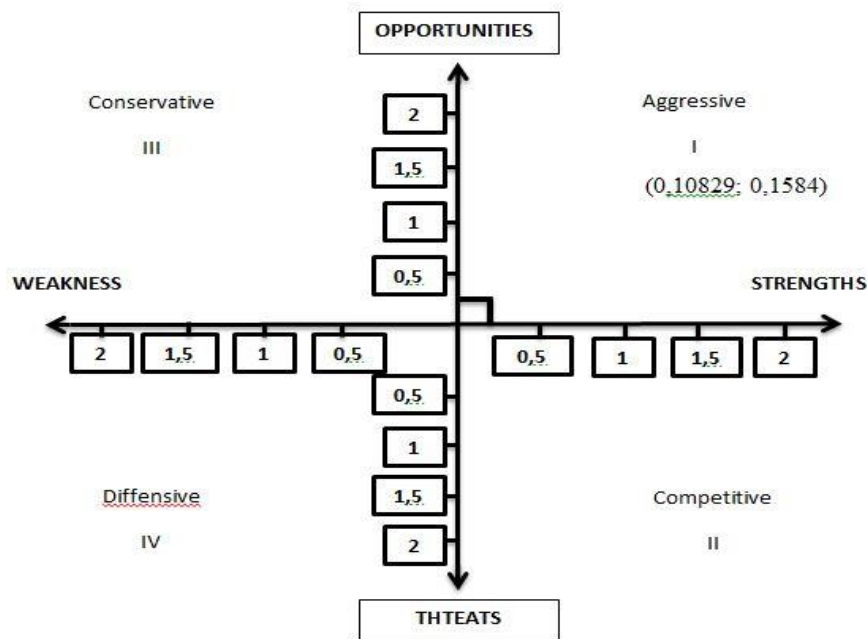 OPPORTUNITIES
Conservative
III
Aggressive
I
(0,10829; 0,1584)
2
1,5
1
0,5
WEAKNESS
STRENGTHS
2
1,5
1
0,5
0,5
1
1,5
2
0,5
1
1,5
2
Diffensive
IV
Competitive
II
THTEATS